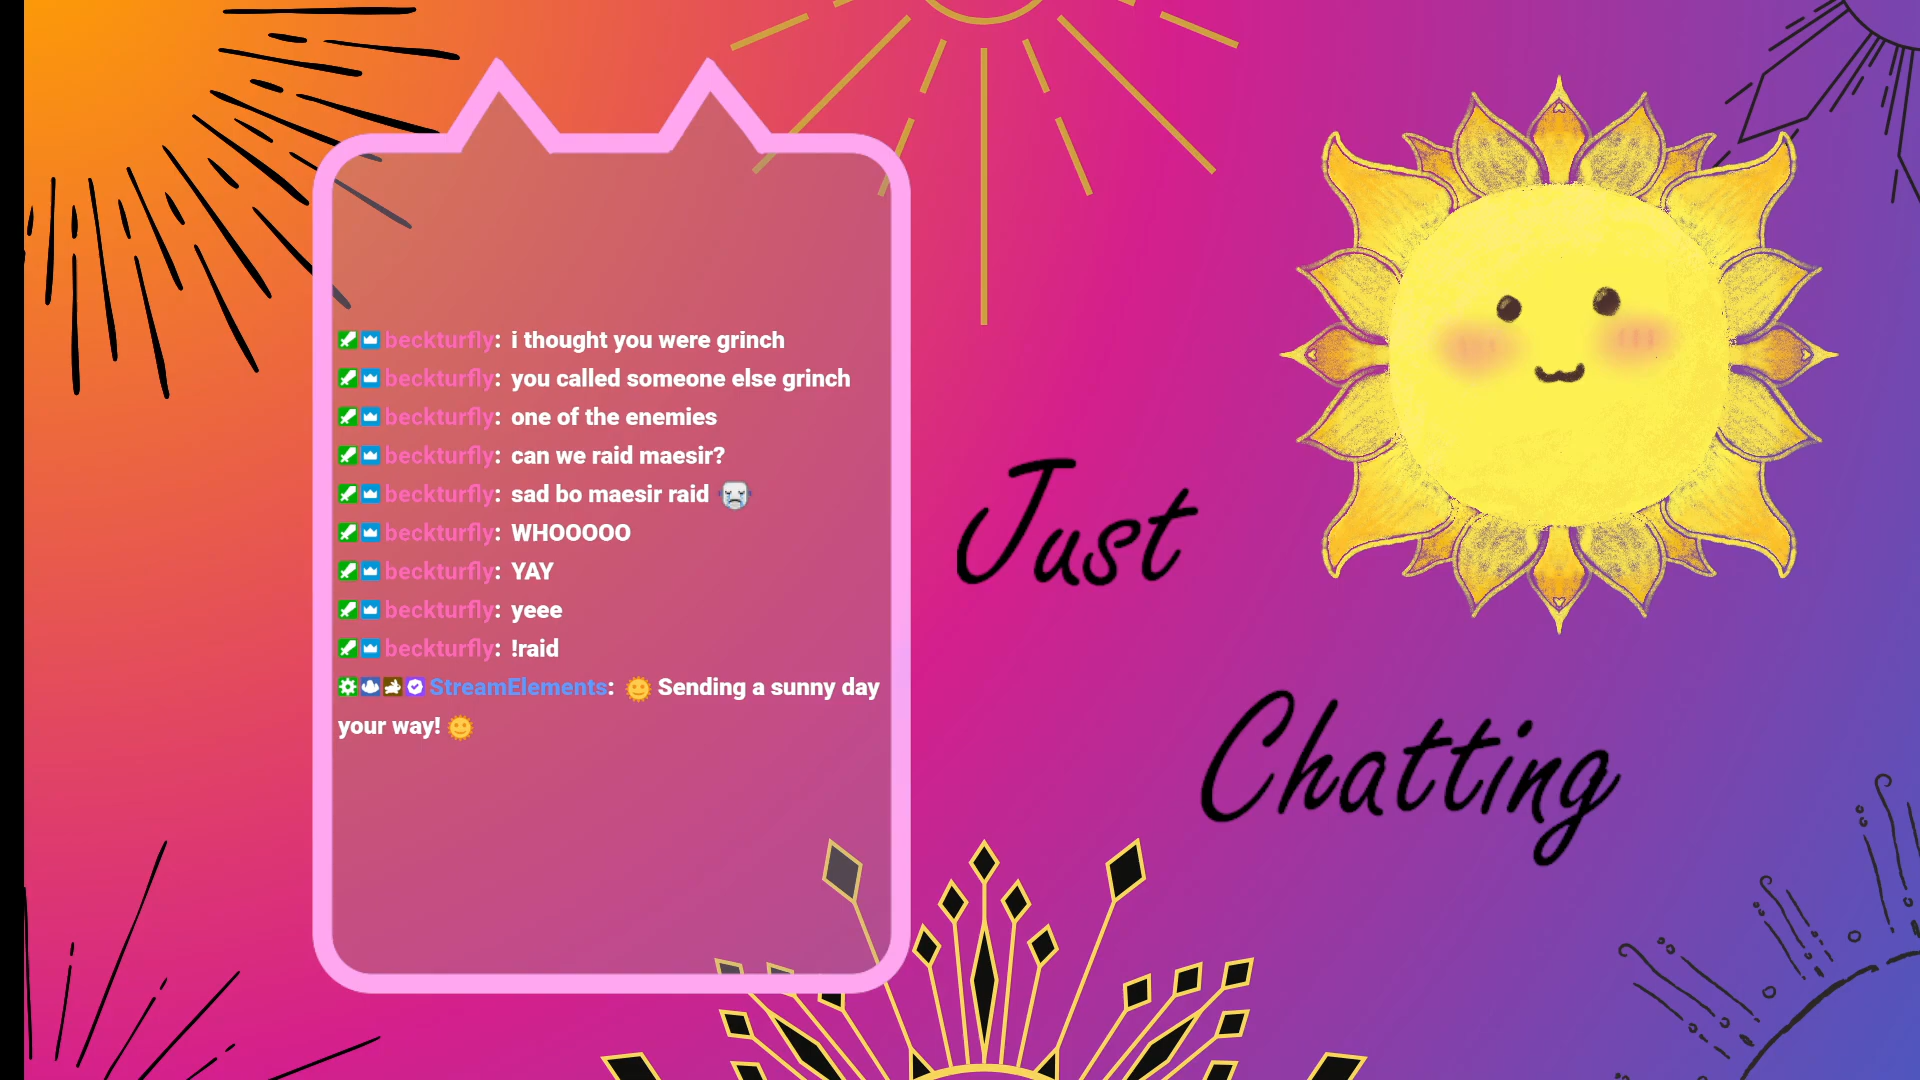 beckturfly: i thought you were grinch
beckturfly: you called someone else grinch
beckturfly: one of the enemies
beckturfly: can we raid maesir?
beckturfly: sad bo maesir raid
beckturfly: WHOOOOO
beckturfly: YAY
beckturfly: yeee
beckturfly: !raid
StreamElements: 🌞 Sending a sunny day
your way! 🌞
Just
Chatting